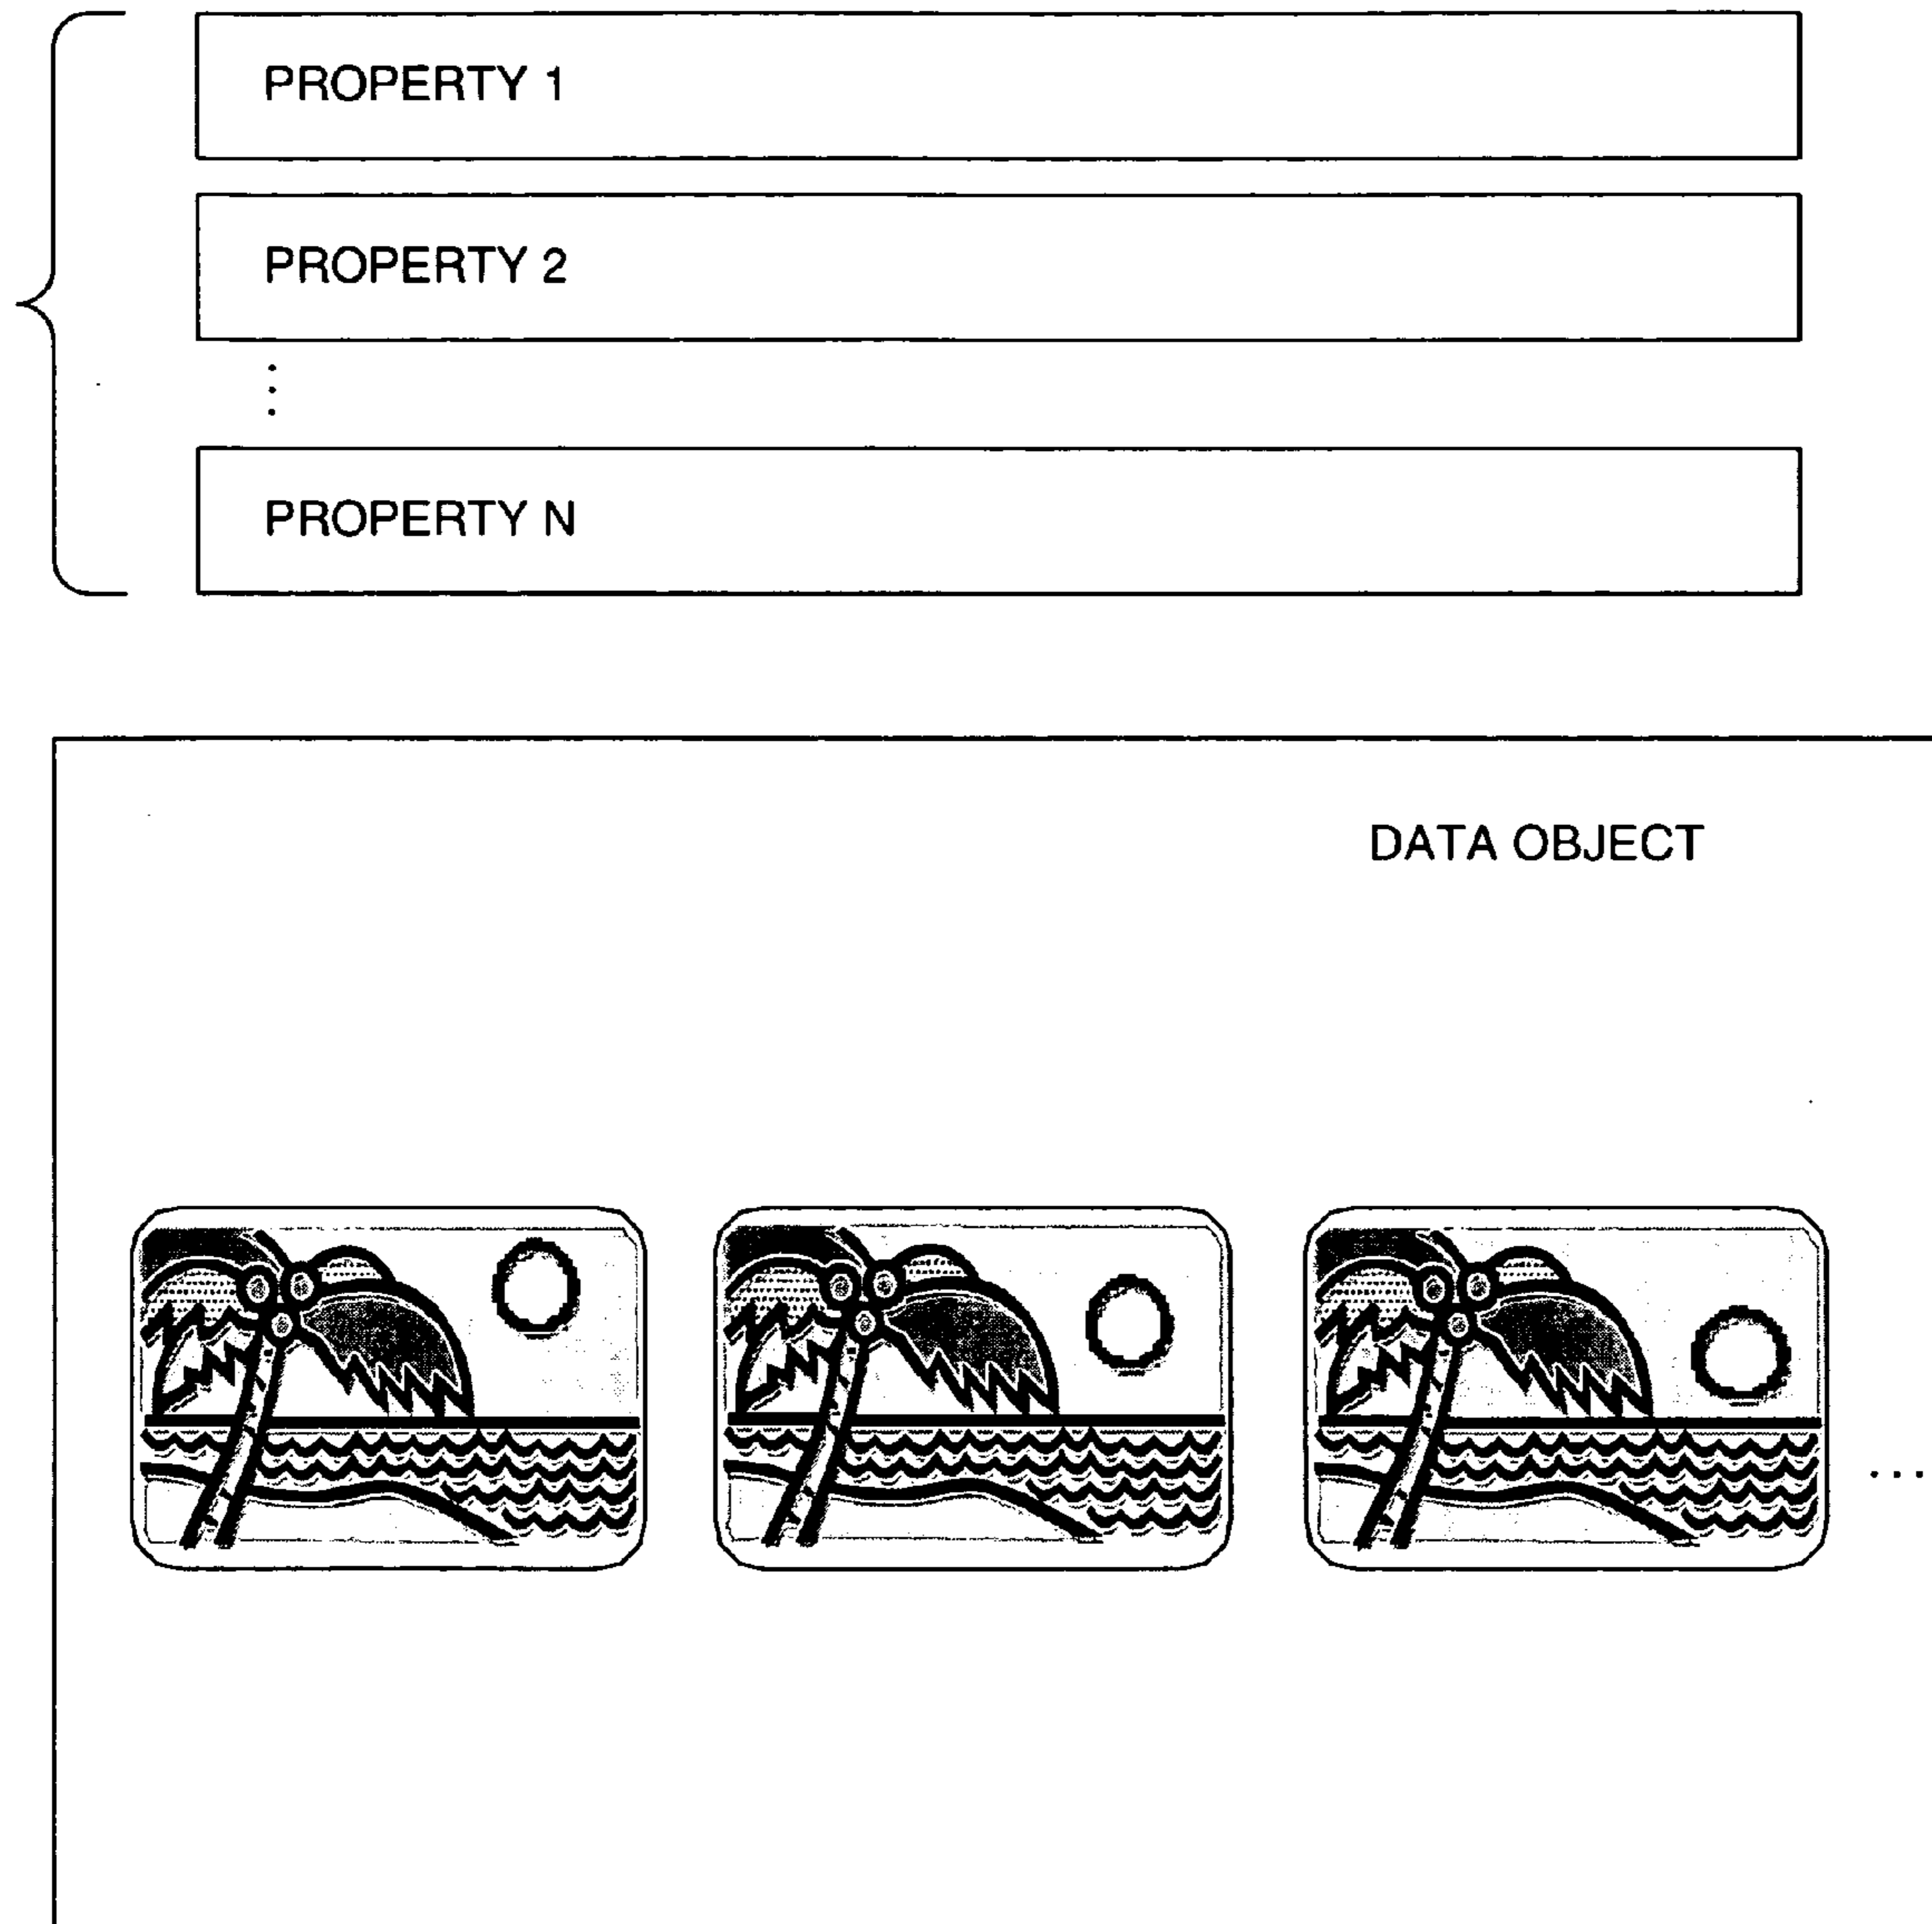 PROPERTY 1
PROPERTY 2
⋮
PROPERTY N
DATA OBJECT
...